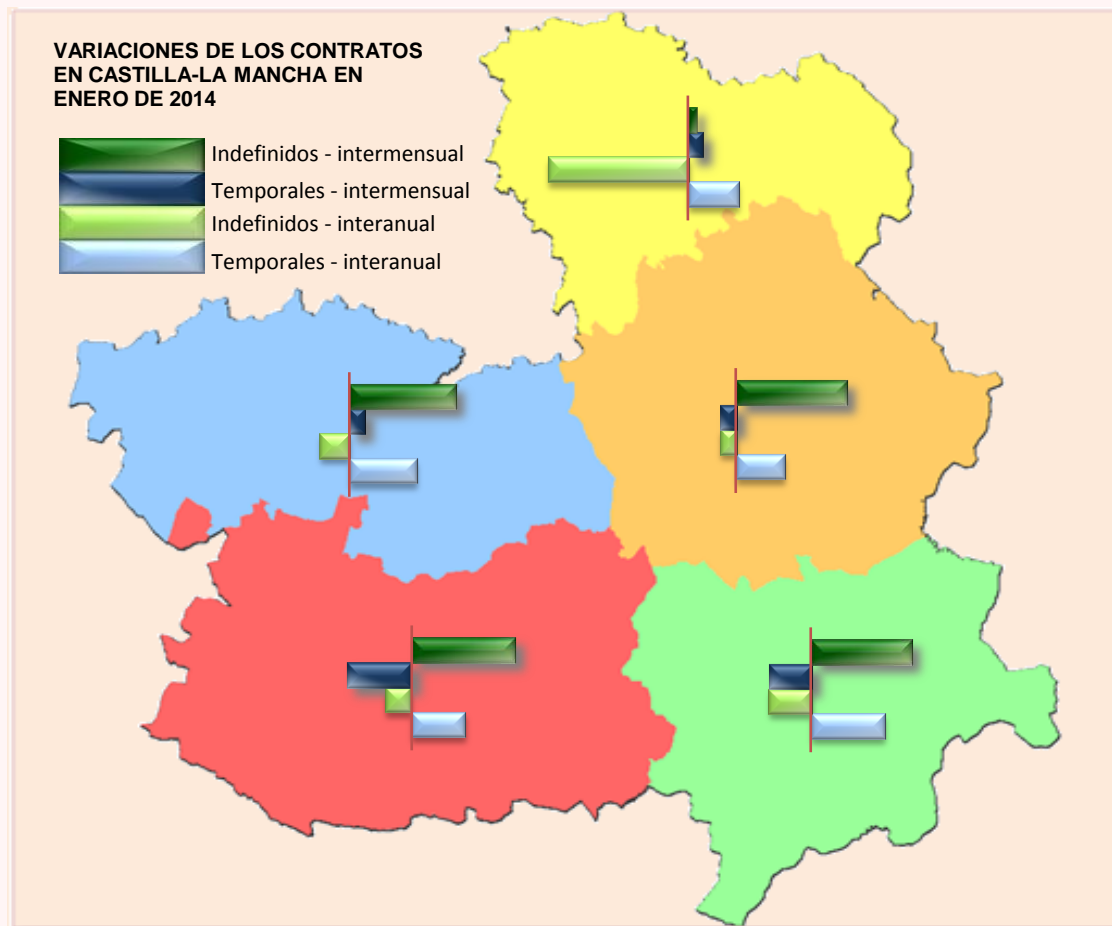 VARIACIONES DE LOS CONTRATOS
EN CASTILLA-LA MANCHA EN
ENERO DE 2014
Indefinidos - intermensual
Temporales - intermensual
Indefinidos - interanual
Temporales - interanual